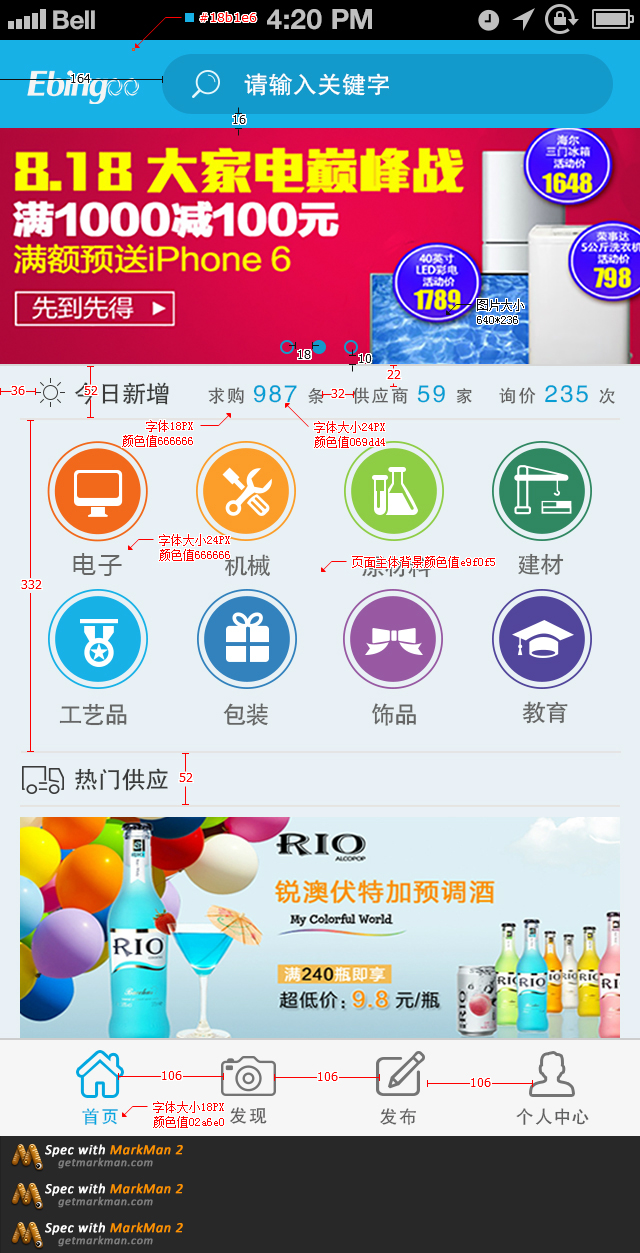 Bell 4:20 PM
#18b1e6
164
Ebingoo
请输入关键字
16
8.18 大家电巅峰战
满1000减100元
满额预送iPhone 6
先到先得
海尔
三门冰箱
活动价
1648
荣事达
5公斤洗衣机
活动价
798
40英寸
LED彩电
活动价
1789
图片大小
640*236
18
10
22
36
52
今日新增
求购 987 条
32
供应商 59 家
询价 235 次
字体18PX
颜色值666666
字体大小24PX
颜色值069dd4
332
电子
机械
原材料
建材
字体大小24PX
颜色值666666
页面主体背景颜色值e9f0f5
工艺品
包装
饰品
教育
热门供应
52
RIO
ALCOPOP
锐澳伏特加预调酒
My Colorful World
满240瓶即享
超低价：9.8 元/瓶
RIO
RIO
RIO
RIO
106
106
106
首页
发现
发布
个人中心
字体大小18PX
颜色值02a6e0
Spec with MarkMan 2
getmarkman.com
Spec with MarkMan 2
getmarkman.com
Spec with MarkMan 2
getmarkman.com